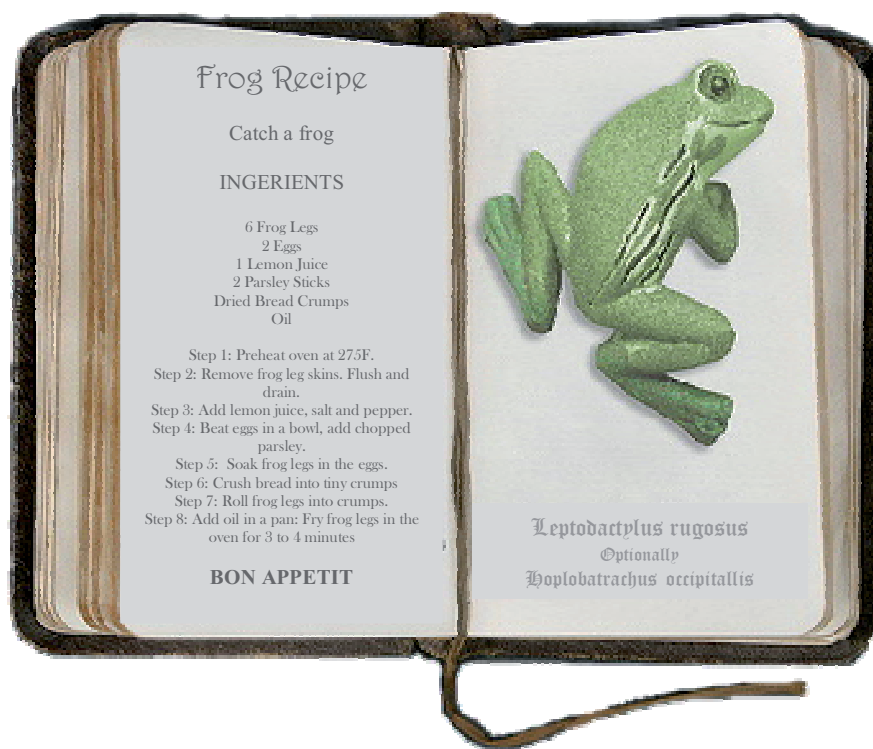 Frog Recipe
Catch a frog
INGERIENTS
6 Frog Legs
2 Eggs
1 Lemon Juice
2 Parsley Sticks
Dried Bread Crumps
Oil
Step 1: Preheat oven at 275F.
Step 2: Remove frog leg skins. Flush and
drain.
Step 3: Add lemon juice, salt and pepper.
Step 4: Beat eggs in a bowl, add chopped
parsley.
Step 5: Soak frog legs in the eggs.
Step 6: Crush bread into tiny crumps
Step 7: Roll frog legs into crumps.
Step 8: Add oil in a pan: Fry frog legs in the
oven for 3 to 4 minutes
BON APPETIT
Leptodactylus rugosus
Optionally
Hoplobatrachus occipitallis